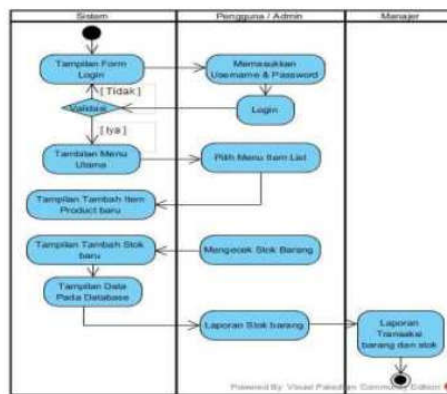 Sistem
Pengguna / Admin
Manajer
Tampilan Form
Login
Memasukkan
Username & Password
[ Tidak ]
Validasi
Login
[ Iya ]
Tambilan Menu
Utama
Pilih Menu Item List
Tampilan Tambah Item
Product baru
Tampilan Tambah Stok
baru
Mengecek Stok Barang
Tampilan Data
Pada Database
Laporan Stok barang
Laporan
Transaksi
barang dan stok
Powered By Visual Paradigm Community Edition